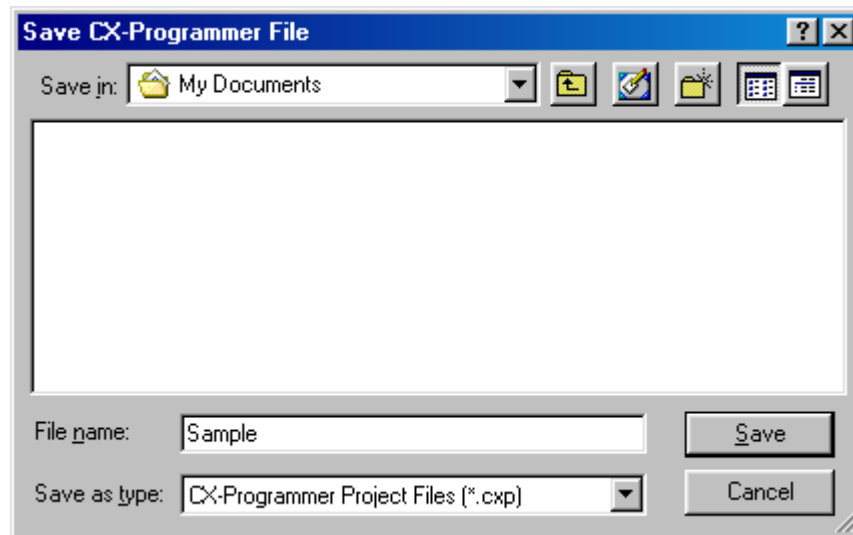 Save CX-Programmer File
Save in: My Documents
File name: Sample Save
Save as type: CX-Programmer Project Files (*.cxp) Cancel